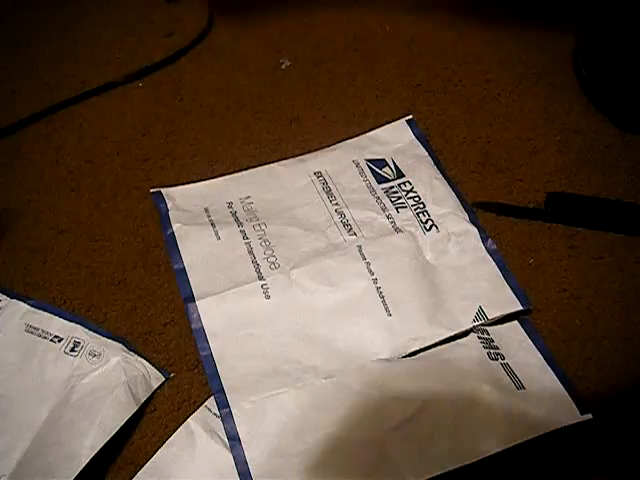 EXPRESS
MAIL
UNITED STATES POSTAL SERVICE
EXTREMELY URGENT
Please Rush To Addressee
Mailing Envelope
For Domestic and International Use
EMS